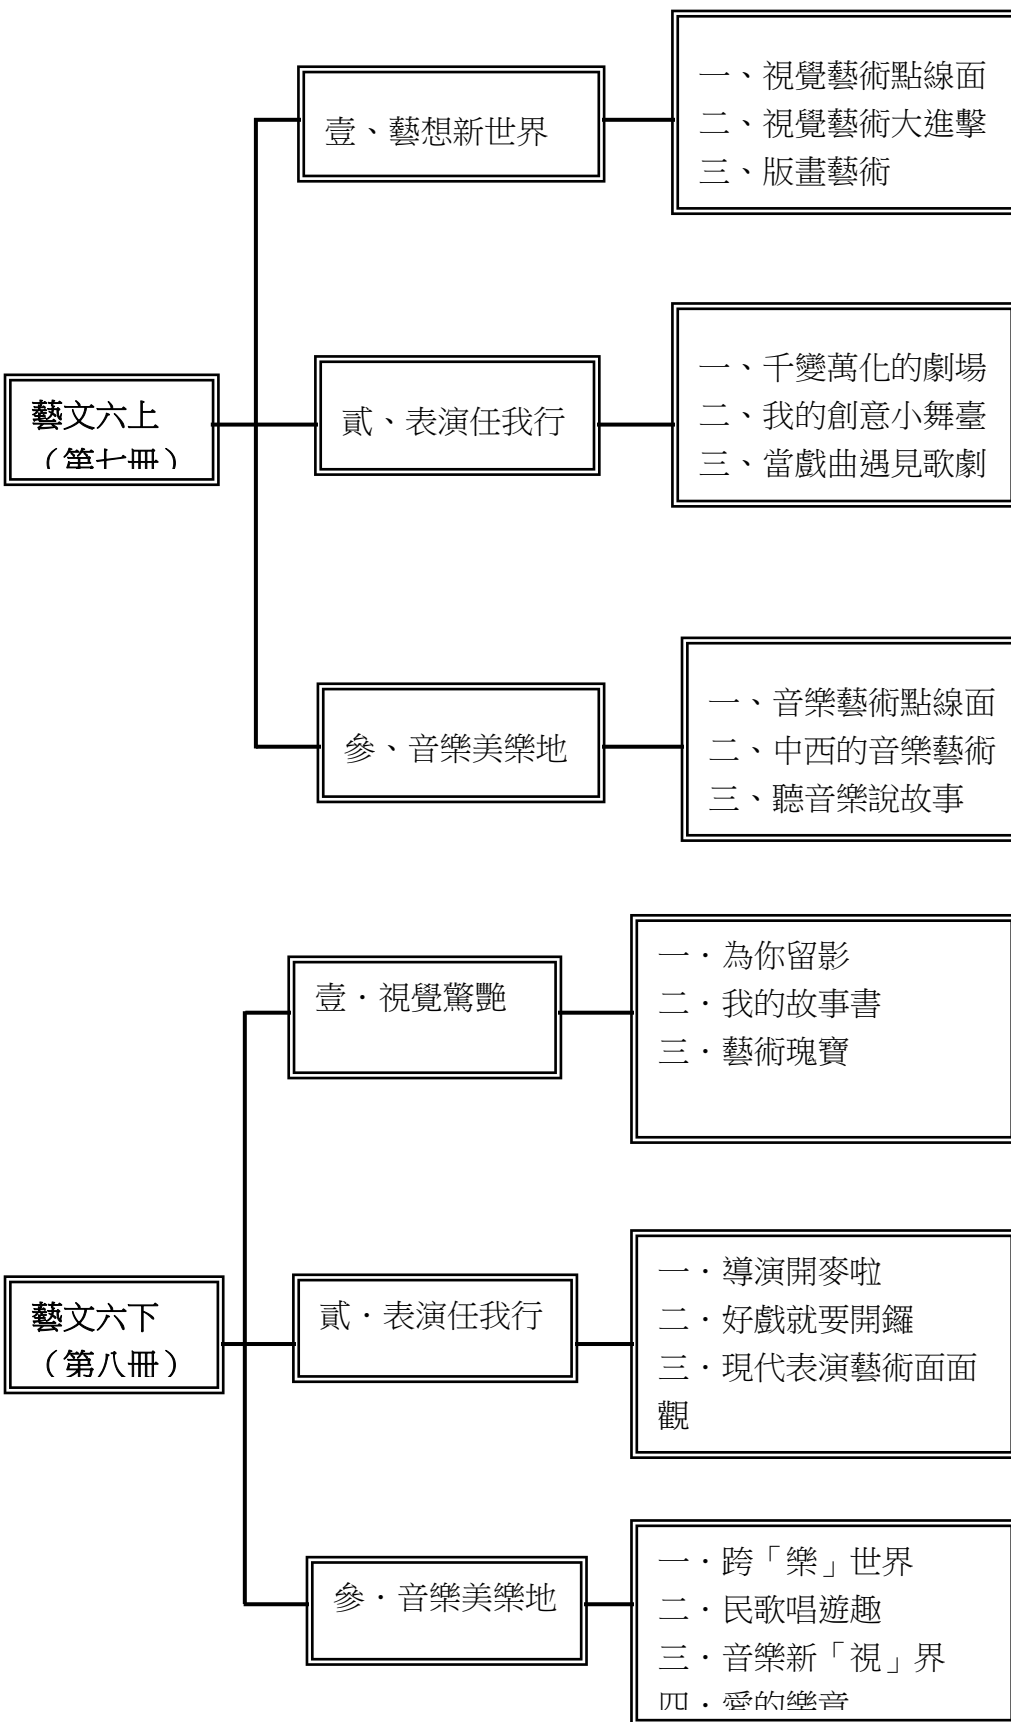 壹、藝想新世界
一、視覺藝術點線面
二、視覺藝術大進擊
三、版畫藝術
藝文六上
（第七冊）
貳、表演任我行
一、千變萬化的劇場
二、我的創意小舞臺
三、當戲曲遇見歌劇
參、音樂美樂地
一、音樂藝術點線面
二、中西的音樂藝術
三、聽音樂說故事
壹．視覺驚艷
一．為你留影
二．我的故事書
三．藝術瑰寶
藝文六下
（第八冊）
貳．表演任我行
一．導演開麥啦
二．好戲就要開鑼
三．現代表演藝術面面
觀
參．音樂美樂地
一．跨「樂」世界
二．民歌唱遊趣
三．音樂新「視」界
四．愛的樂音